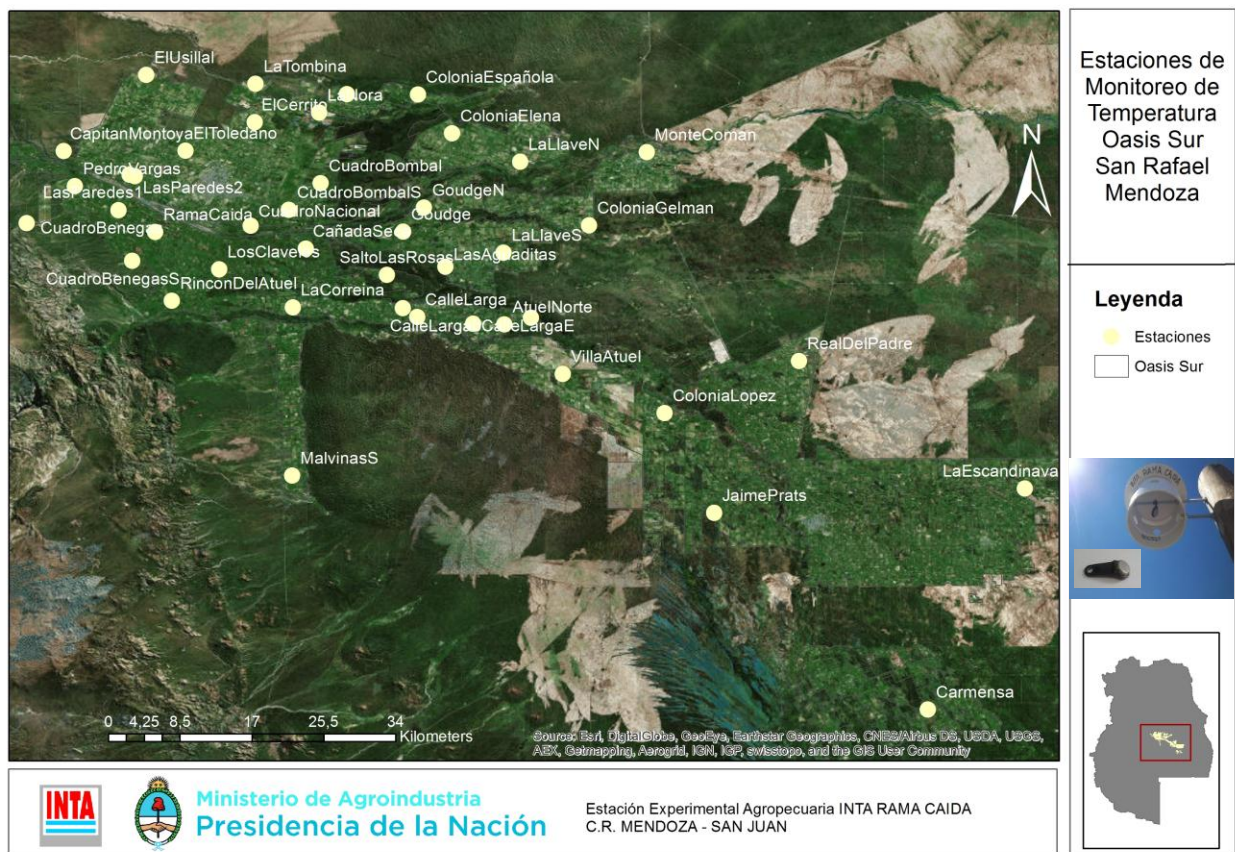 Estaciones de
Monitoreo de
Temperatura
Oasis Sur
San Rafael
Mendoza
N
Leyenda
Estaciones
Oasis Sur
ElUsillal
LaTombina
ColoniaEspañola
LaNora
ElCerrito
ColoniaElena
CapitanMontoya
ElToledano
LaLlaveN
MonteComan
PedroVargas
CuadroBombal
LasParedes1
LasParedes2
CuadroBombalS
GoudgeN
RamaCaida
CuadroNacional
Goudge
ColoniaGelman
CuadroBenegas
CañadaSeca
LaLlaveS
LosClaveles
SaltoLasRosas
LasAguaditas
CuadroBenegasS
RinconDelAtuel
LaCorreina
CalleLarga
AtuelNorte
CalleLargaE
VillaAtuel
RealDelPadre
ColoniaLopez
MalvinasS
LaEscandinava
JaimePrats
Carmensa
0 4,25 8,5 17 25,5 34
Kilometers
Source: Esri, DigitalGlobe, GeoEye, Earthstar Geographics, CNES/Airbus DS, USDA, USGS,
AEX, Getmapping, Aerogrid, IGN, IGP, swisstopo, and the GIS User Community
INTA
Ministerio de Agroindustria
Presidencia de la Nación
Estación Experimental Agropecuaria INTA RAMA CAIDA
C.R. MENDOZA - SAN JUAN
RAMA CAIDA